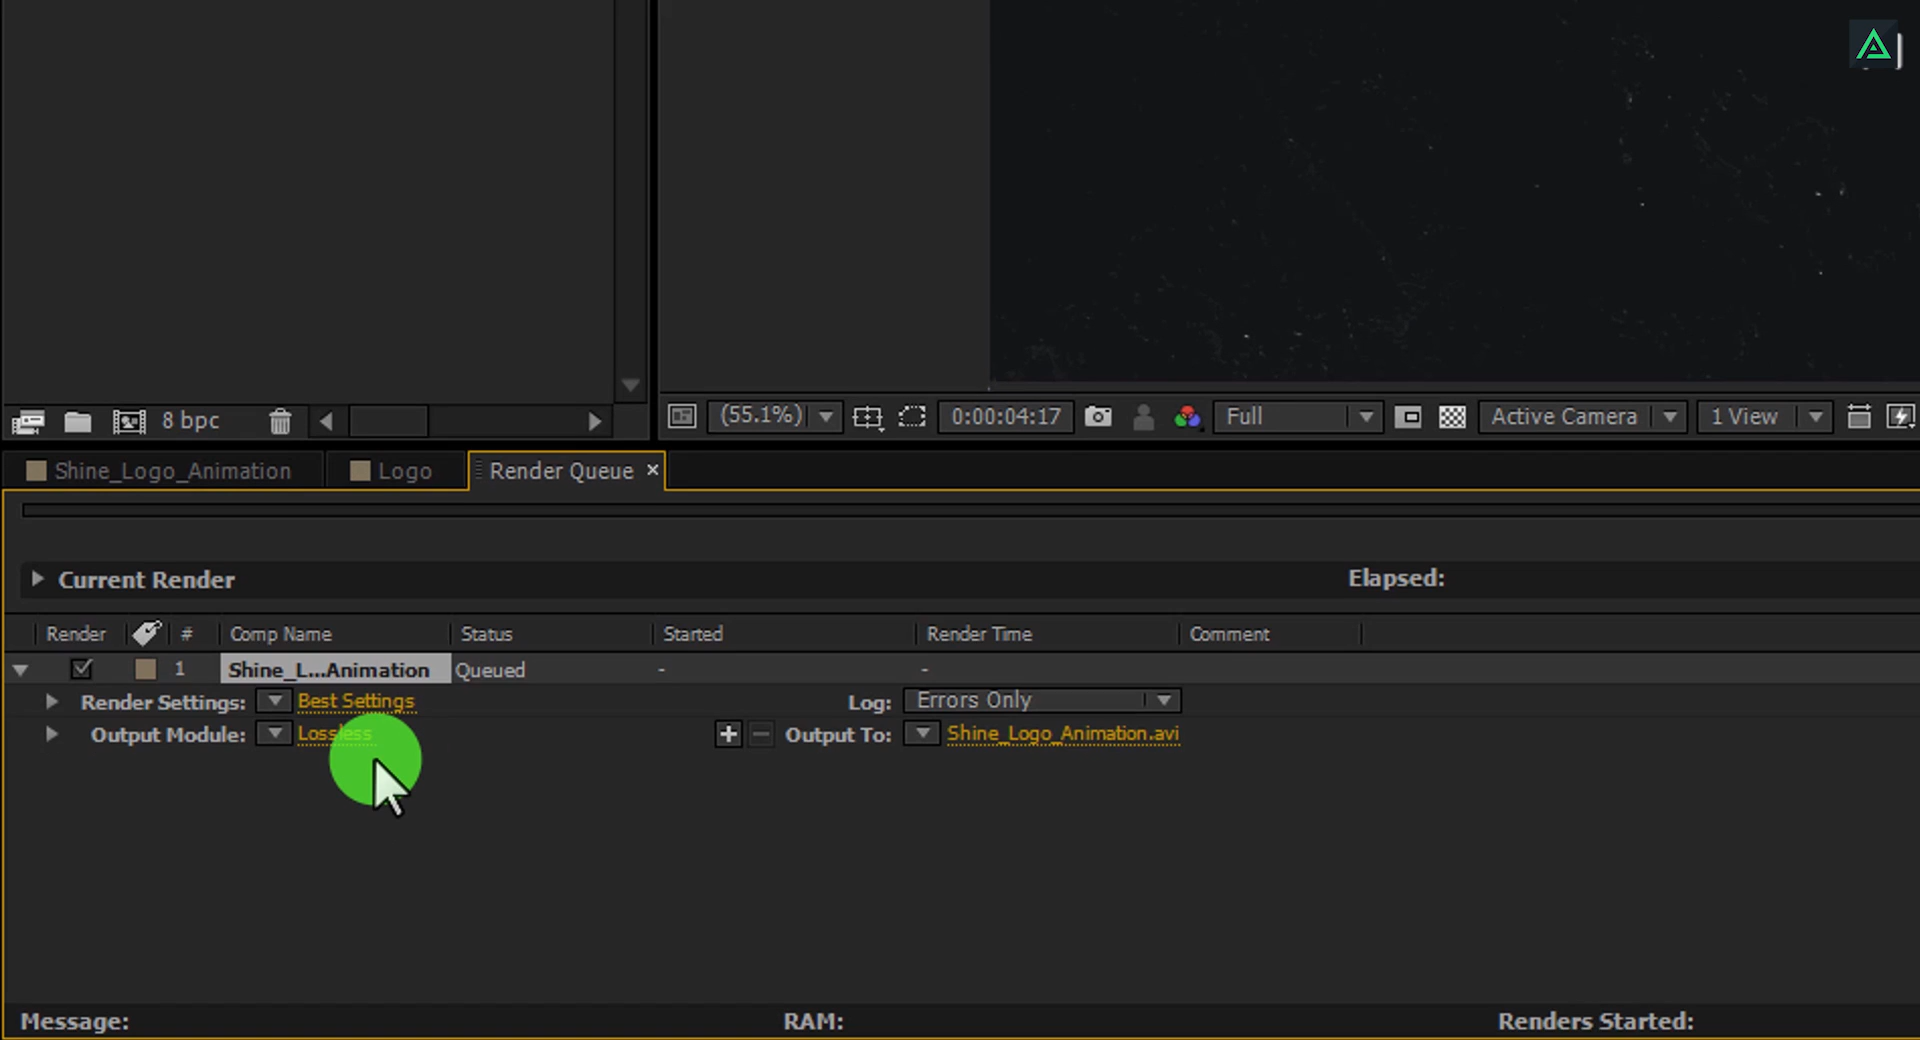 8 bpc
(55.1%)
0:00:04:17
Full
Active Camera
1 View
Shine_Logo_Animation
Logo
Render Queue
Current Render
Elapsed:
Render # Comp Name Status Started Render Time Comment
1 Shine_L...Animation Queued - -
Render Settings: Best Settings Log: Errors Only
Output Module: Lossless + - Output To: Shine_Logo_Animation.avi
Message: RAM: Renders Started: